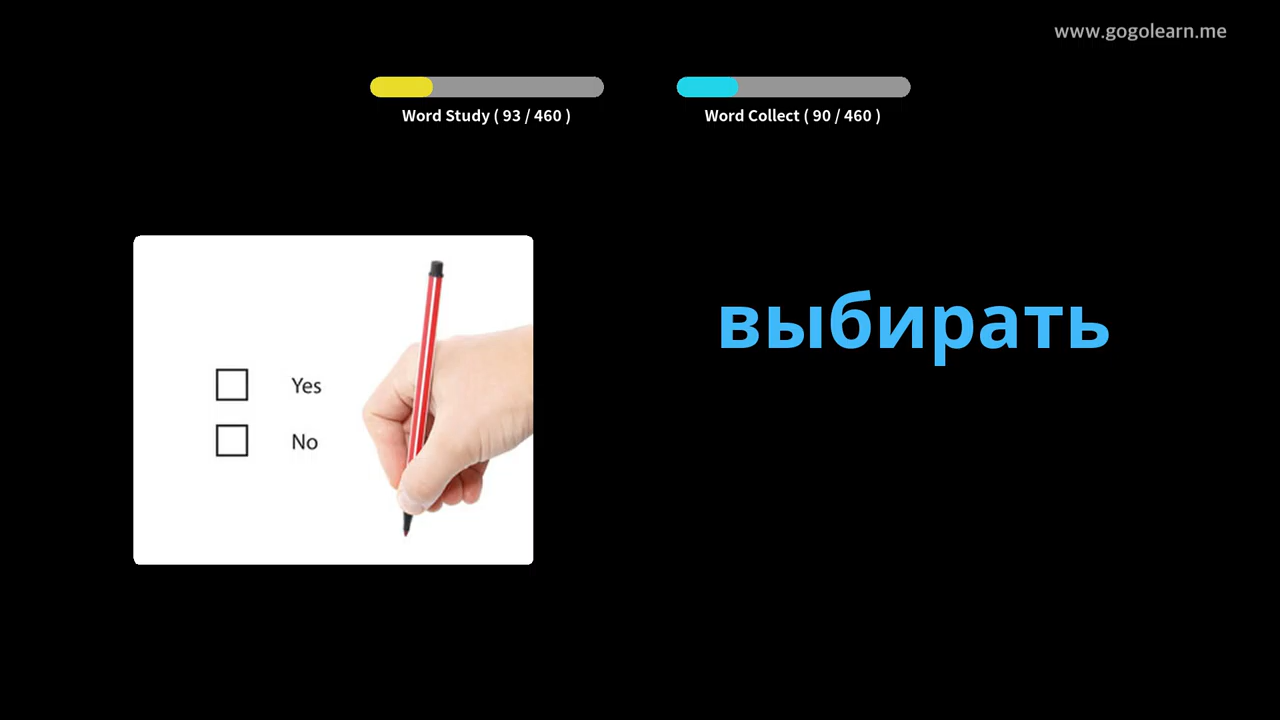 www.gogolearn.me
Word Study ( 93 / 460 )
Word Collect ( 90 / 460 )
выбирать
Yes
No